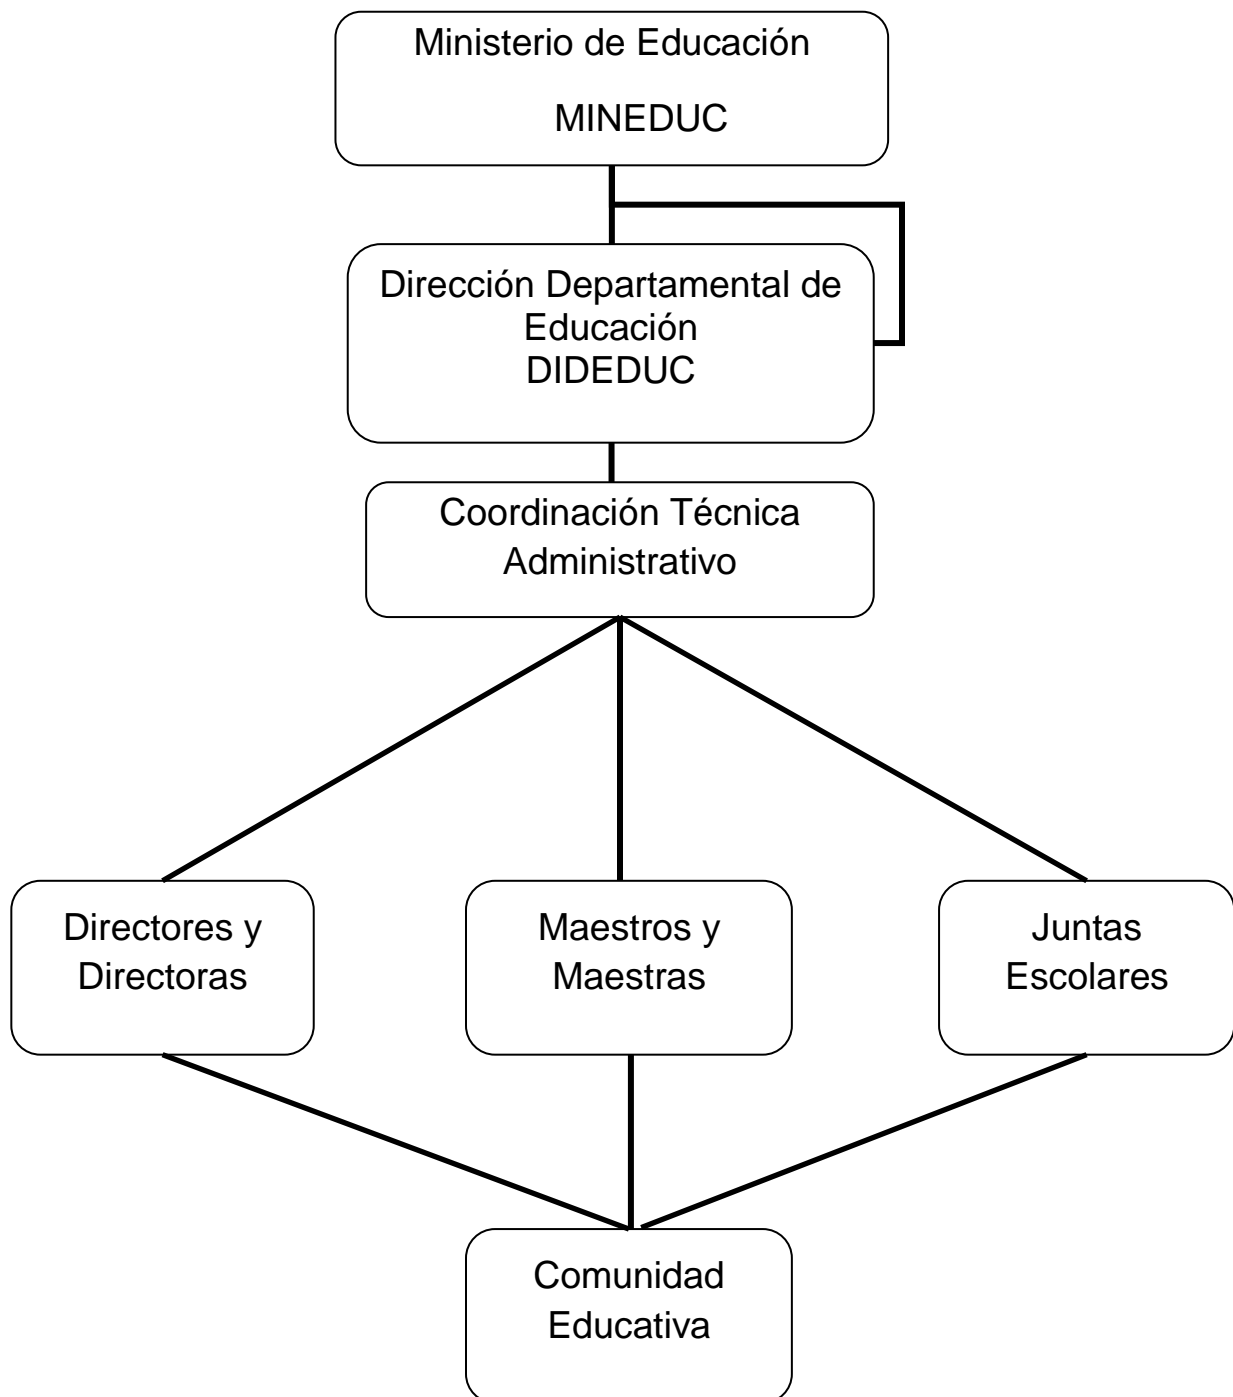 Ministerio de Educación
MINEDUC
Dirección Departamental de
Educación
DIDEDUC
Coordinación Técnica
Administrativo
Directores y
Directoras
Maestros y
Maestras
Juntas
Escolares
Comunidad
Educativa